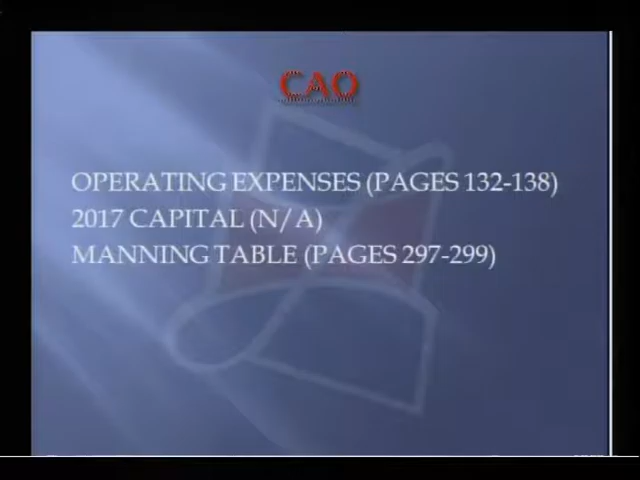 CAO
OPERATING EXPENSES (PAGES 132-138)
2017 CAPITAL (N/A)
MANNING TABLE (PAGES 297-299)